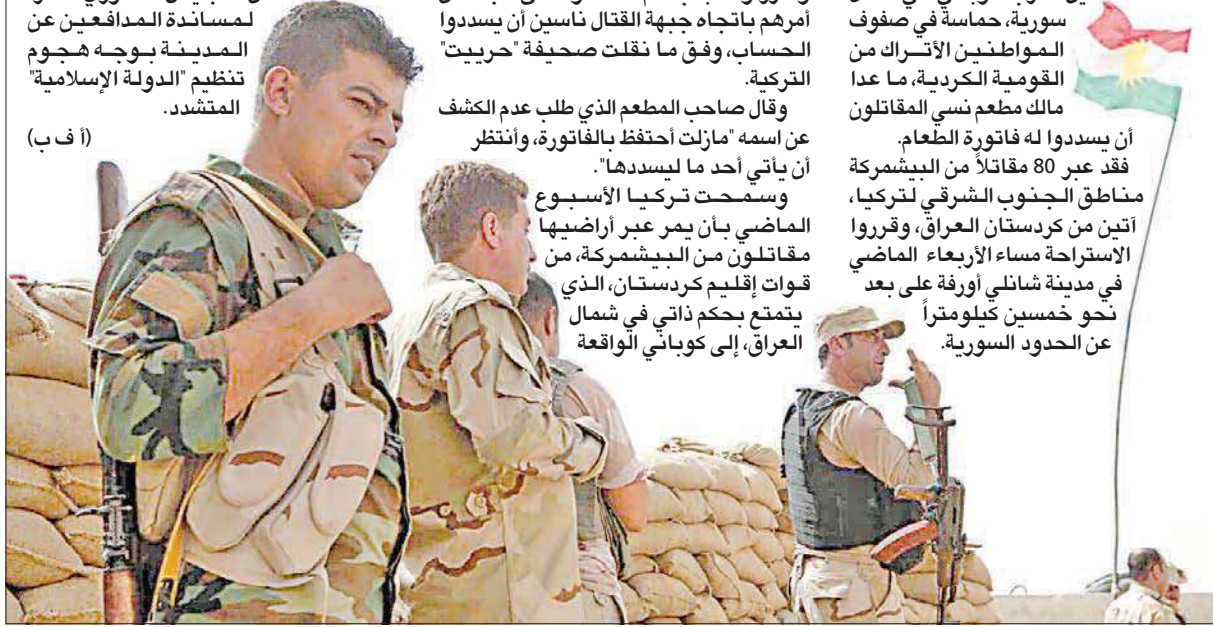 سورية، حماسة في صفوف
المواطنين الأتراك من
القومية الكردية، ما عدا
مالك مطعم نسي المقاتلون
أن يسددوا له فاتورة الطعام.
فقد عبر 80 مقاتلاً من البيشمركة
مناطق الجنوب الشرقي لتركيا،
آتين من كردستان العراق، وقرروا
الاستراحة مساء الأربعاء الماضي
في مدينة شانلي أورفة على بعد
نحو خمسين كيلومتراً
عن الحدود السورية.
أمرهم باتجاه جبهة القتال ناسين أن يسددوا
الحساب، وفق ما نقلت صحيفة "حرييت"
التركية.
وقال صاحب المطعم الذي طلب عدم الكشف
عن اسمه "مازلت أحتفظ بالفاتورة، وأنتظر
أن يأتي أحد ما ليسددها".
وسمحت تركيا الأسبوع
الماضي بأن يمر عبر أراضيها
مقاتلون من البيشمركة، من
قوات إقليم كردستان، الذي
يتمتع بحكم ذاتي في شمال
العراق، إلى كوباني الواقعة
لمساندة المدافعين عن
المدينة بوجه هجوم
تنظيم "الدولة الإسلامية"
المتشدد.
(أ ف ب)